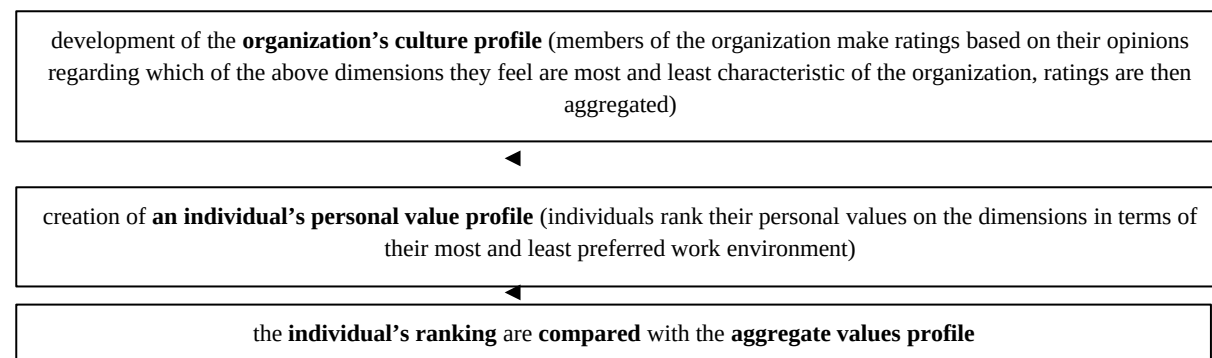 development of the organization’s culture profile (members of the organization make ratings based on their opinions
regarding which of the above dimensions they feel are most and least characteristic of the organization, ratings are then
aggregated)
creation of an individual’s personal value profile (individuals rank their personal values on the dimensions in terms of
their most and least preferred work environment)
the individual’s ranking are compared with the aggregate values profile